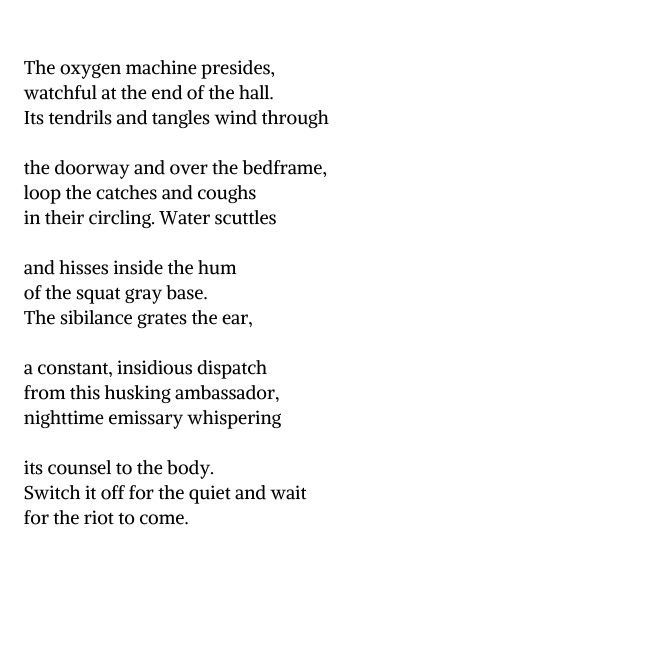 The oxygen machine presides,
watchful at the end of the hall.
Its tendrils and tangles wind through
the doorway and over the bedframe,
loop the catches and coughs
in their circling. Water scuttles
and hisses inside the hum
of the squat gray base.
The sibilance grates the ear,
a constant, insidious dispatch
from this husking ambassador,
nighttime emissary whispering
its counsel to the body.
Switch it off for the quiet and wait
for the riot to come.